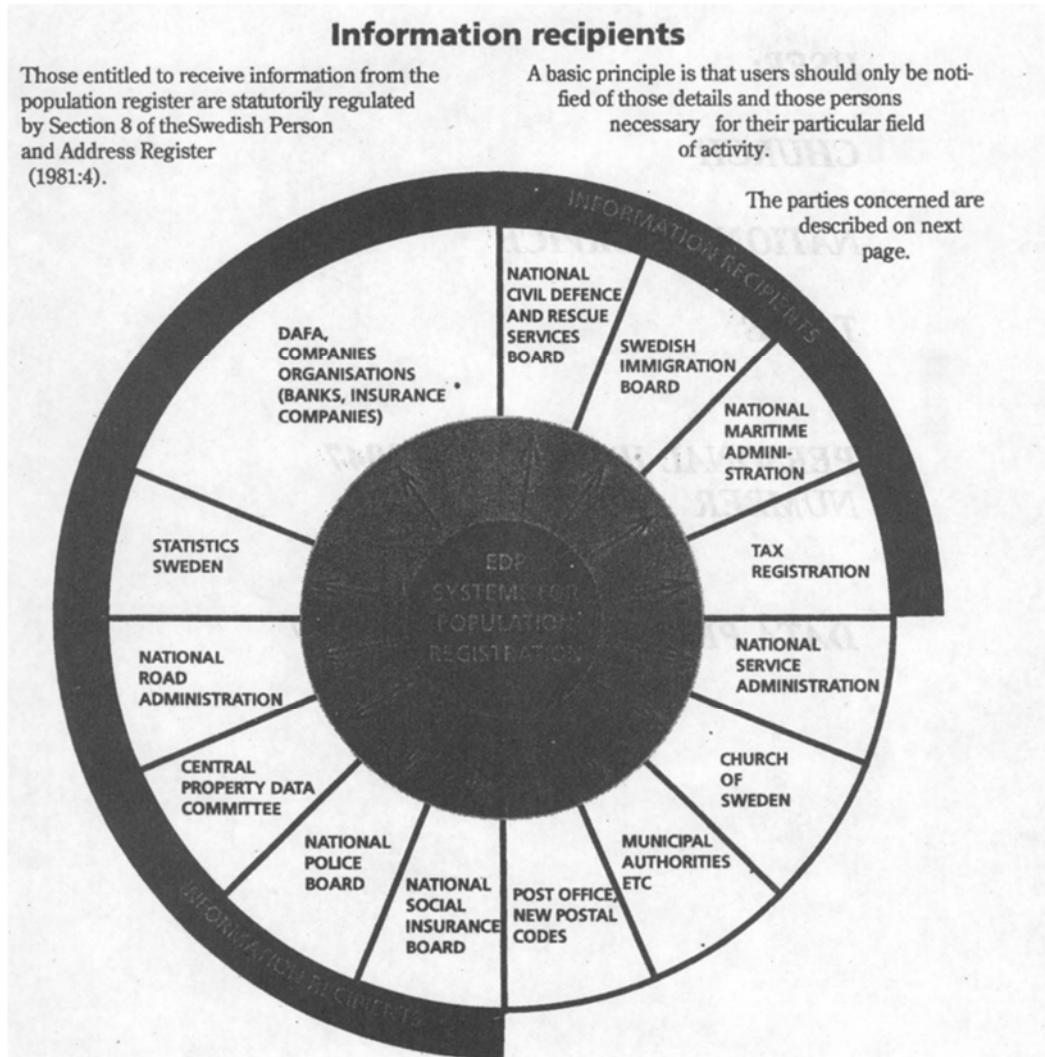 Information recipients
Those entitled to receive information from the
population register are statutorily regulated
by Section 8 of theSwedish Person
and Address Register
(1981:4).
A basic principle is that users should only be noti-
fied of those details and those persons
necessary for their particular field
of activity.
The parties concerned are
described on next
page.
INFORMATION RECIPIENTS
NATIONAL
CIVIL DEFENCE
AND RESCUE
SERVICES
BOARD
SWEDISH
IMMIGRATION
BOARD
NATIONAL
MARITIME
ADMINI-
STRATION
TAX
REGISTRATION
NATIONAL
SERVICE
ADMINISTRATION
CHURCH
OF
SWEDEN
MUNICIPAL
AUTHORITIES
ETC
POST OFFICE,
NEW POSTAL
CODES
NATIONAL
SOCIAL
INSURANCE
BOARD
NATIONAL
POLICE
BOARD
CENTRAL
PROPERTY DATA
COMMITTEE
NATIONAL
ROAD
ADMINISTRATION
STATISTICS
SWEDEN
DAFA,
COMPANIES
ORGANISATIONS
(BANKS, INSURANCE
COMPANIES)
EDP
SYSTEMS FOR
POPULATION
REGISTRATION
INFORMATION RECIPIENTS
CHURCH
PERSONAL
NUMBER